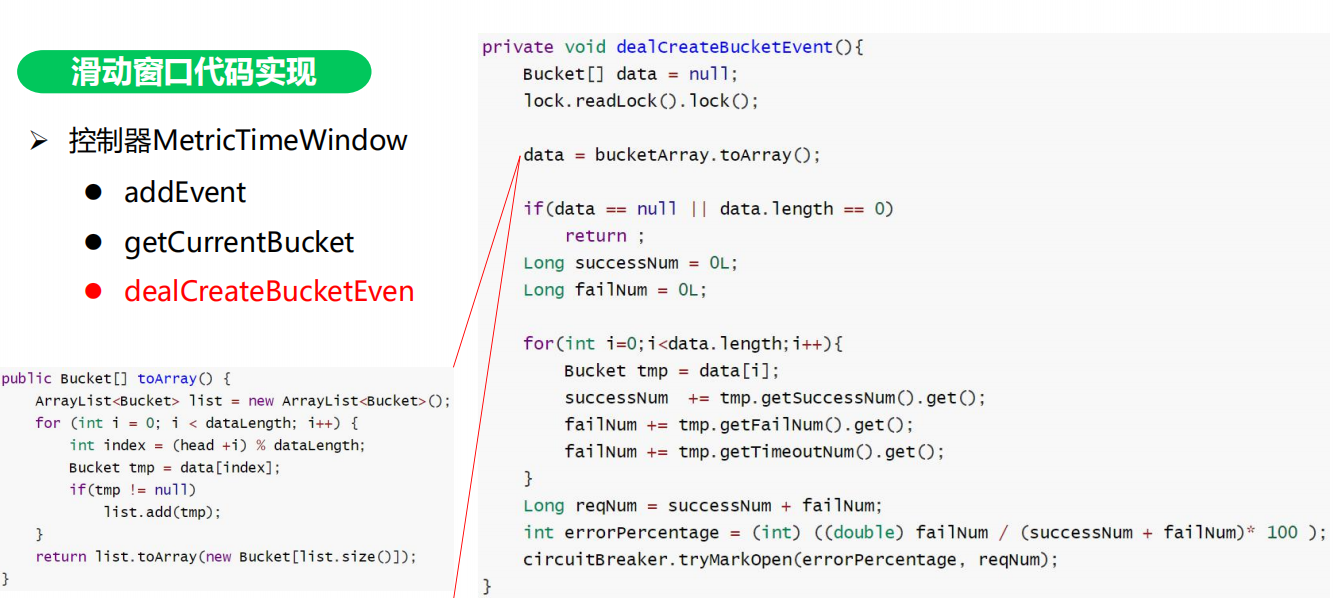 滑动窗口代码实现
➢ 控制器MetricTimeWindow
● addEvent
● getCurrentBucket
● dealCreateBucketEven
public Bucket[] toArray() {
    ArrayList<Bucket> list = new ArrayList<Bucket>();
    for (int i = 0; i < dataLength; i++) {
        int index = (head +i) % dataLength;
        Bucket tmp = data[index];
        if(tmp != null)
            list.add(tmp);
    }
    return list.toArray(new Bucket[list.size()]);
}
private void dealCreateBucketEvent(){
    Bucket[] data = null;
    lock.readLock().lock();
    data = bucketArray.toArray();
    if(data == null || data.length == 0)
        return ;
    Long successNum = 0L;
    Long failNum = 0L;
    for(int i=0;i<data.length;i++){
        Bucket tmp = data[i];
        successNum  += tmp.getSuccessNum().get();
        failNum += tmp.getFailNum().get();
        failNum += tmp.getTimeoutNum().get();
    }
    Long reqNum = successNum + failNum;
    int errorPercentage = (int) ((double) failNum / (successNum + failNum)* 100 );
    circuitBreaker.tryMarkOpen(errorPercentage, reqNum);
}